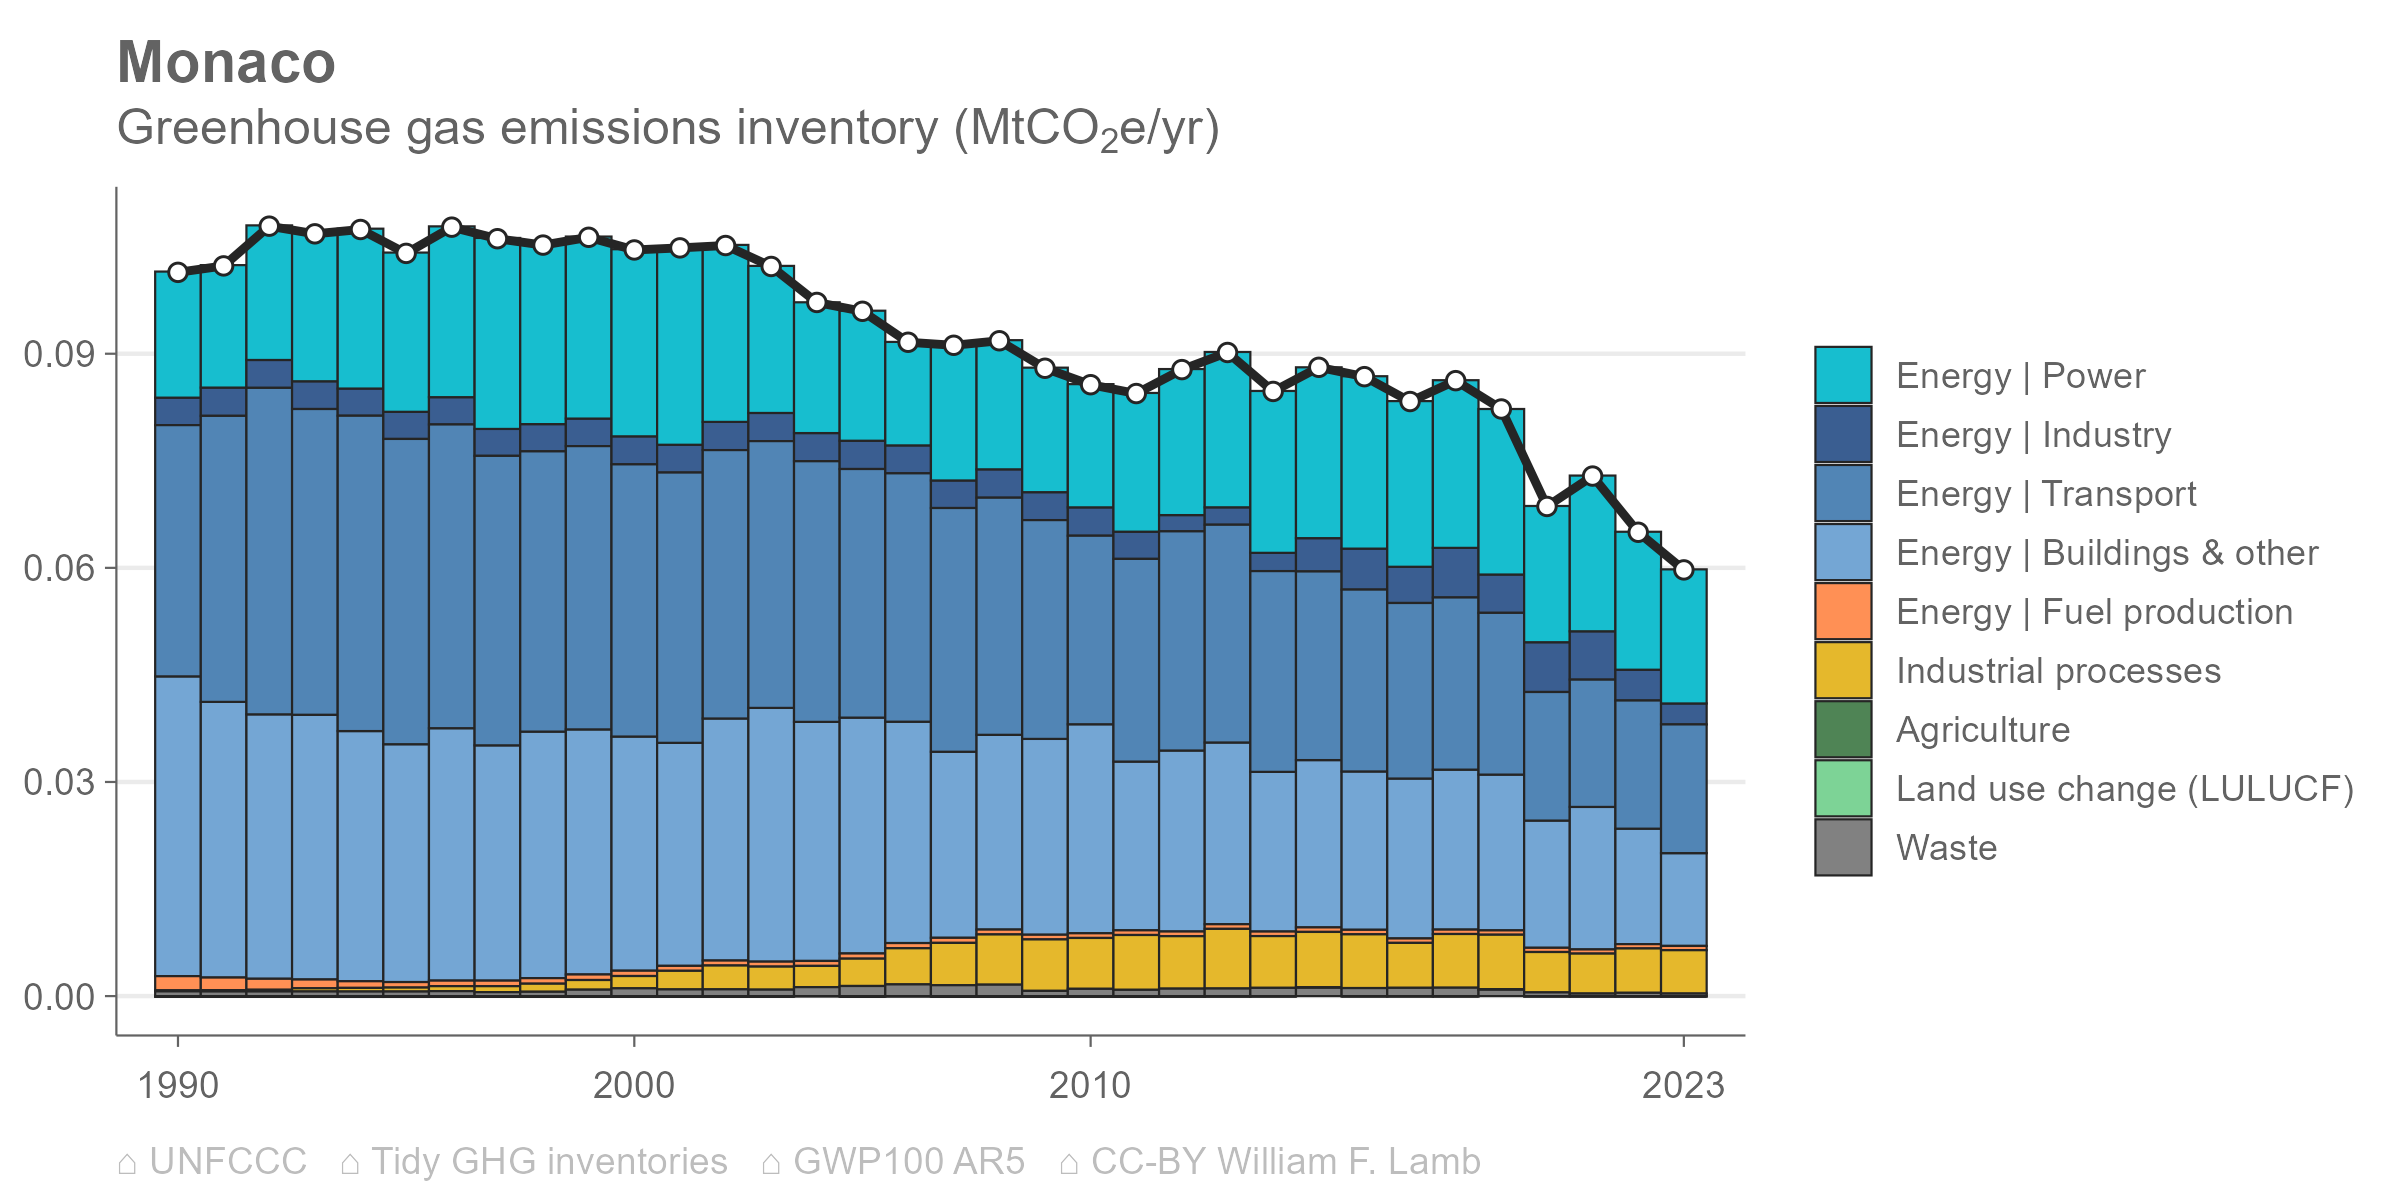 Monaco
Greenhouse gas emissions inventory (MtCO₂e/yr)
0.09
0.06
0.03
0.00
1990 2000 2010 2023
Energy | Power
Energy | Industry
Energy | Transport
Energy | Buildings & other
Energy | Fuel production
Industrial processes
Agriculture
Land use change (LULUCF)
Waste
⌂ UNFCCC ⌂ Tidy GHG inventories ⌂ GWP100 AR5 ⌂ CC-BY William F. Lamb